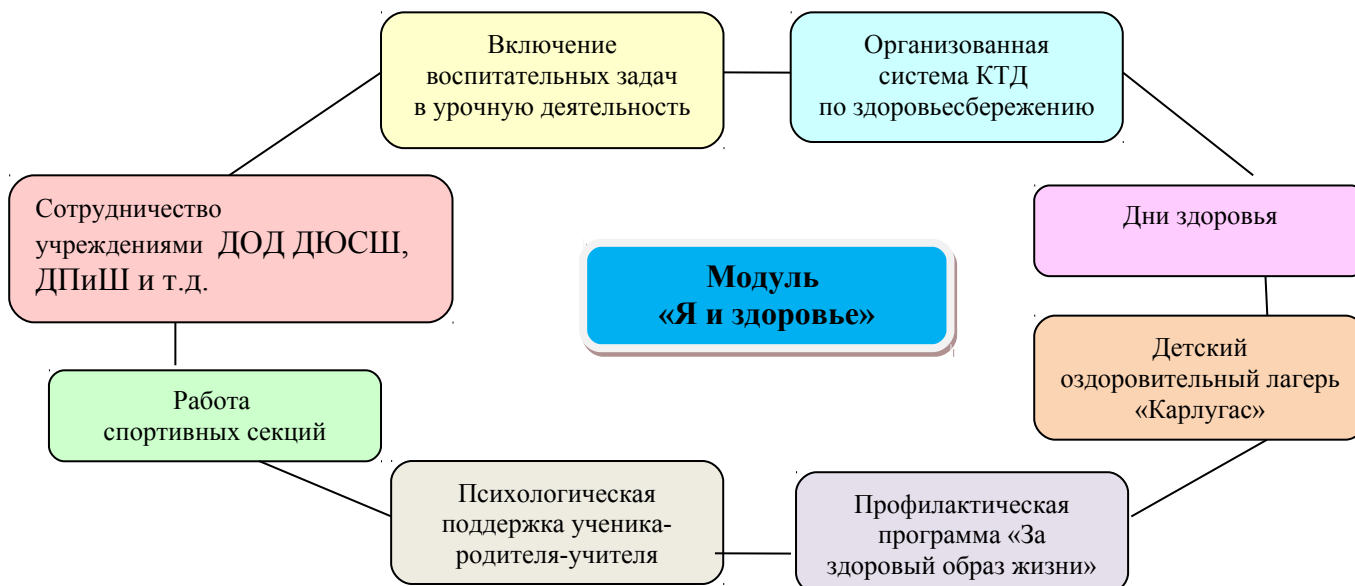 Включение
воспитательных задач
в урочную деятельность
Организованная
система КТД
по здоровьесбережению
Сотрудничество
учреждениями ДОД ДЮСШ,
ДПиШ и т.д.
Дни здоровья
Модуль
«Я и здоровье»
Детский
оздоровительный лагерь
«Карлугас»
Работа
спортивных секций
Психологическая
поддержка ученика-
родителя-учителя
Профилактическая
программа «За
здоровый образ жизни»